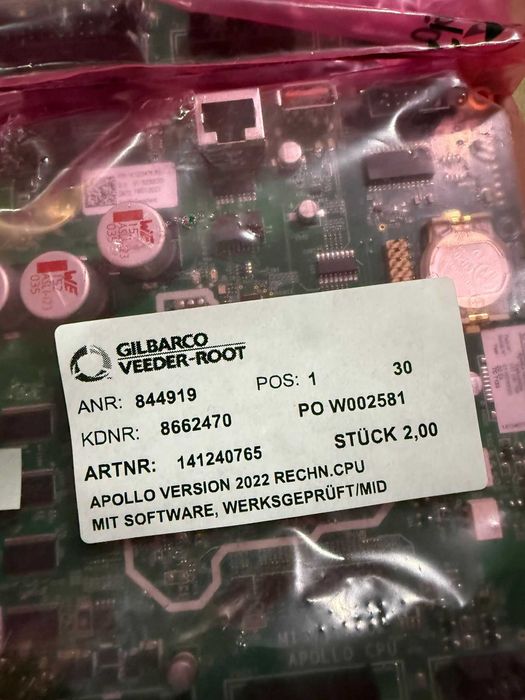 GILBARCO
VEEDER-ROOT
ANR: 844919 POS: 1 30
KDNR: 8662470 PO W002581
ARTNR: 141240765 STÜCK 2,00
APOLLO VERSION 2022 RECHN.CPU
MIT SOFTWARE, WERKSGEPRÜFT/MID
APOLLO CPU